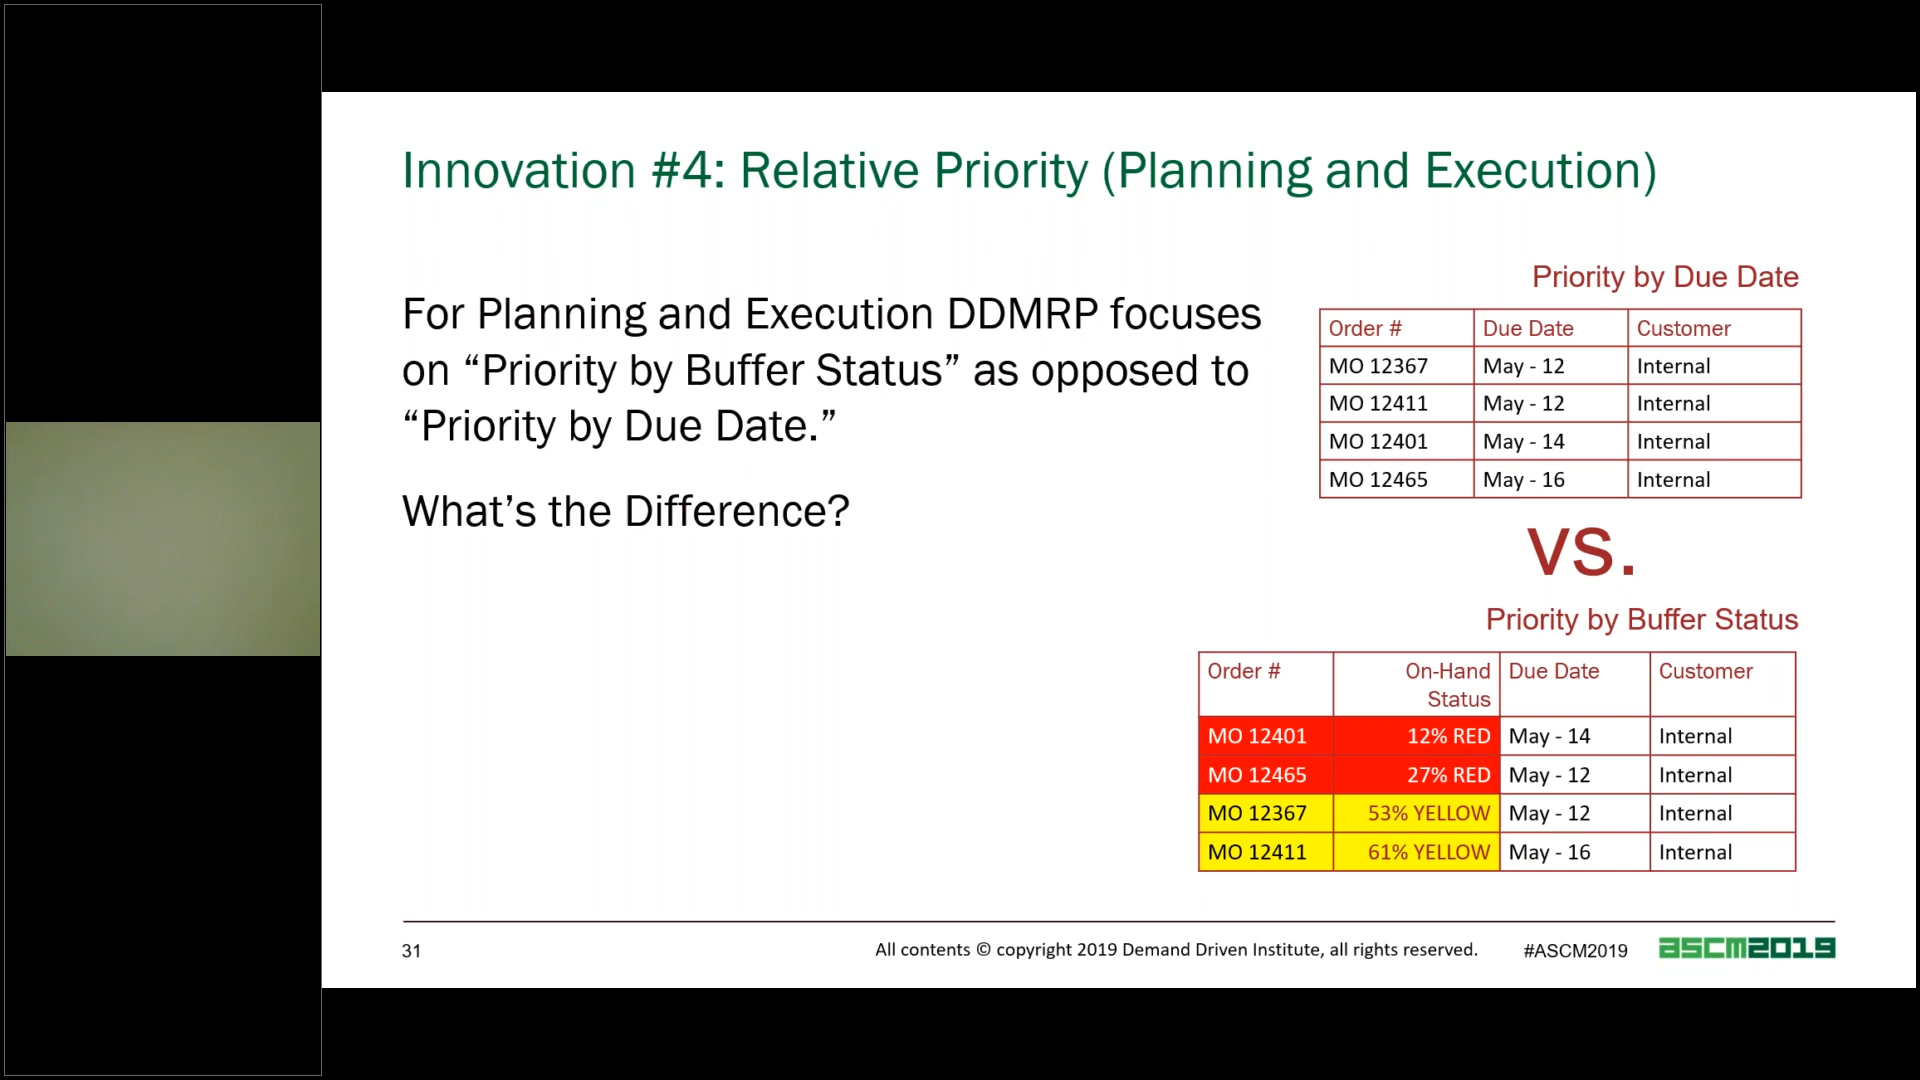 Innovation #4: Relative Priority (Planning and Execution)
For Planning and Execution DDMRP focuses
on “Priority by Buffer Status” as opposed to
“Priority by Due Date.”
What’s the Difference?
Priority by Due Date
Order # Due Date Customer
MO 12367 May - 12 Internal
MO 12411 May - 12 Internal
MO 12401 May - 14 Internal
MO 12465 May - 16 Internal
vs.
Priority by Buffer Status
Order # On-Hand Status Due Date Customer
MO 12401 12% RED May - 14 Internal
MO 12465 27% RED May - 12 Internal
MO 12367 53% YELLOW May - 12 Internal
MO 12411 61% YELLOW May - 16 Internal
31 All contents © copyright 2019 Demand Driven Institute, all rights reserved. #ASCM2019 ascm2019